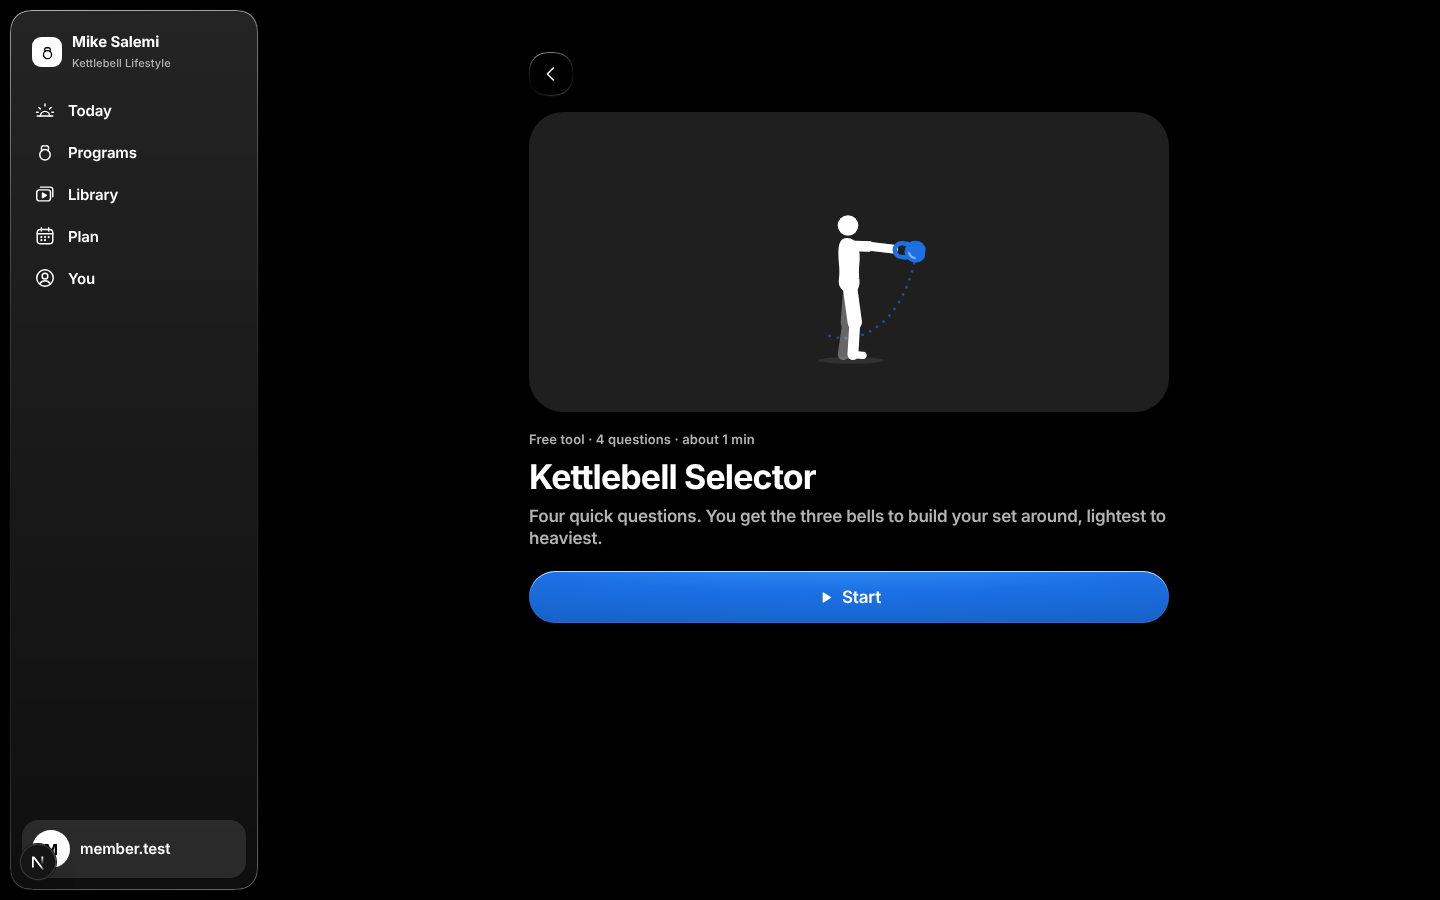 Mike Salemi
Kettlebell Lifestyle
Today
Programs
Library
Plan
You
member.test
Free tool · 4 questions · about 1 min
Kettlebell Selector
Four quick questions. You get the three bells to build your set around, lightest to
heaviest.
Start